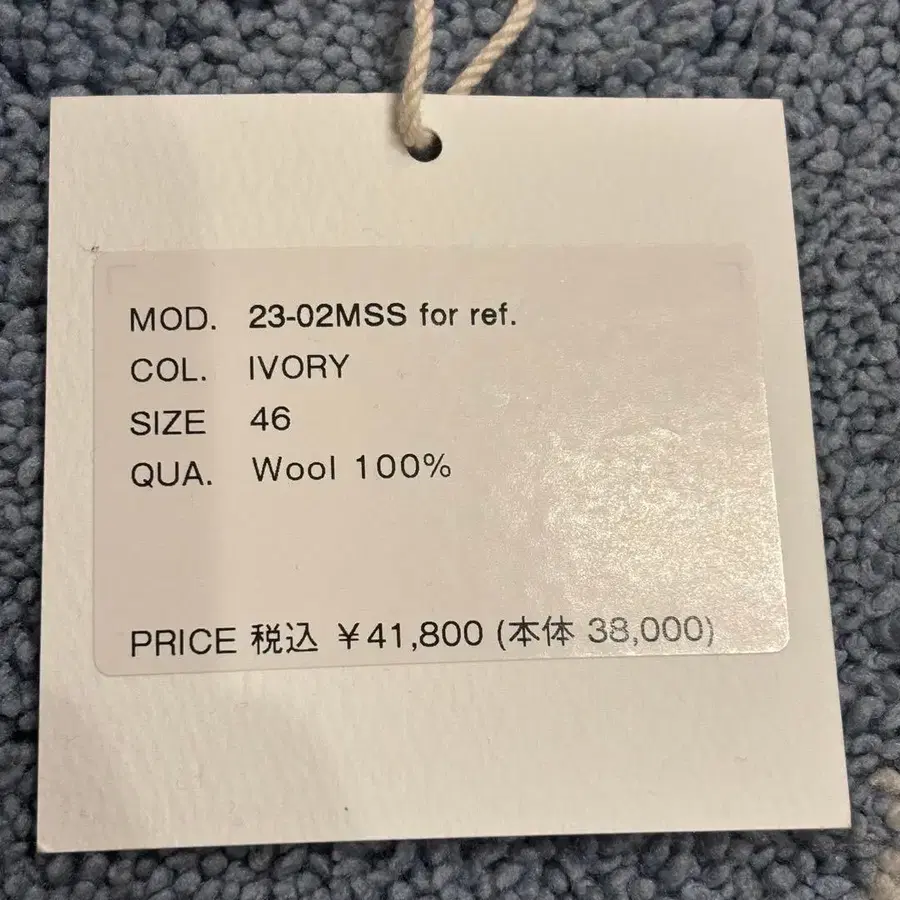 MOD. 23-02MSS for ref.
COL. IVORY
SIZE 46
QUA. Wool 100%
PRICE 税込 ¥41,800 (本体 38,000)